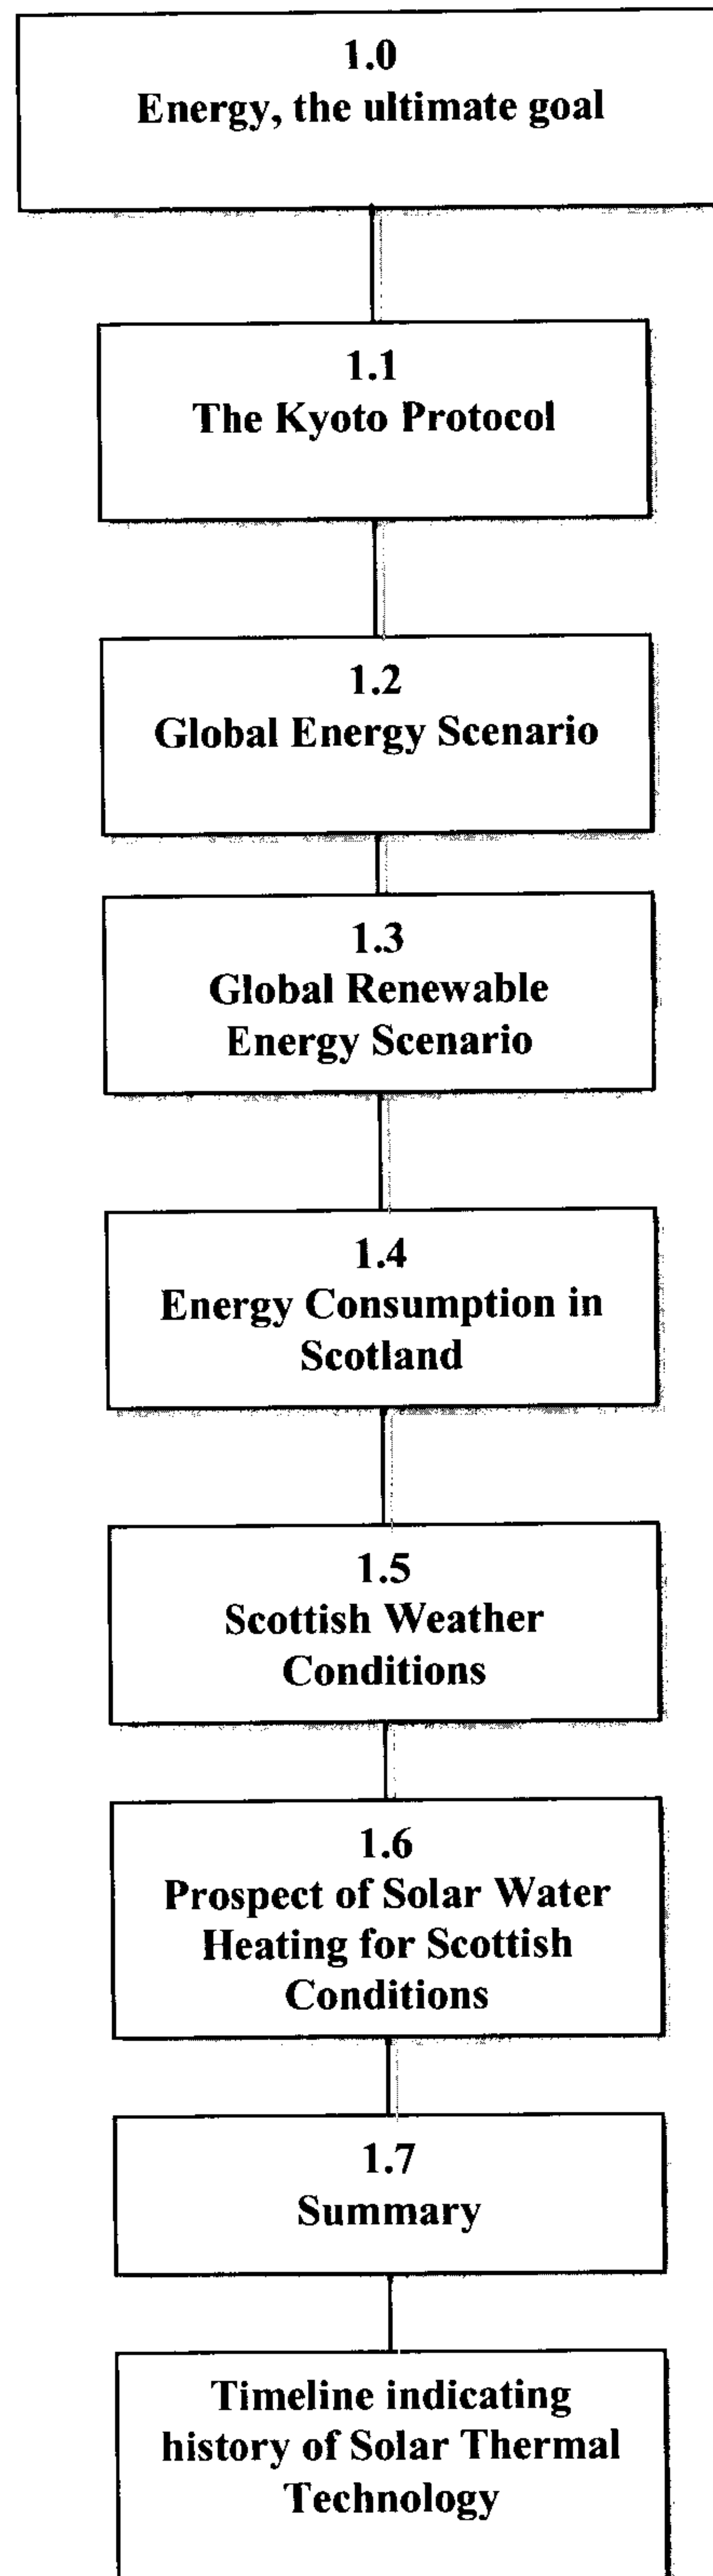 1.0
Energy, the ultimate goal
1.1
The Kyoto Protocol
1.2
Global Energy Scenario
1.3
Global Renewable
Energy Scenario
1.4
Energy Consumption in
Scotland
1.5
Scottish Weather
Conditions
1.6
Prospect of Solar Water
Heating for Scottish
Conditions
1.7
Summary
Timeline indicating
history of Solar Thermal
Technology